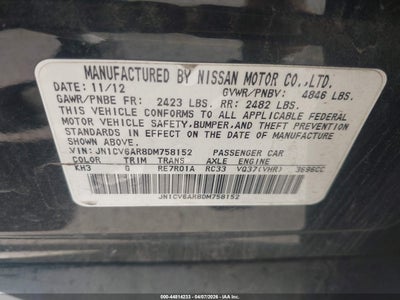 MANUFACTURED BY NISSAN MOTOR CO., LTD.
DATE: 11/12 GVWR/PNBV: 4846 LBS.
GAWR/PNBE FR: 2423 LBS. RR: 2482 LBS.
THIS VEHICLE CONFORMS TO ALL APPLICABLE FEDERAL
MOTOR VEHICLE SAFETY, BUMPER, AND THEFT PREVENTION
STANDARDS IN EFFECT ON THE DATE OF MANUFACTURE
SHOWN ABOVE.
VIN: JN1CV6AR8DM758152 PASSENGER CAR
COLOR TRIM TRANS AXLE ENGINE
KH3 G RE7R01A RC33 VQ37(VHR) 3696CC
JN1CV6AR8DM758152
000-44814233 - 04/07/2026 - IAAI.COM